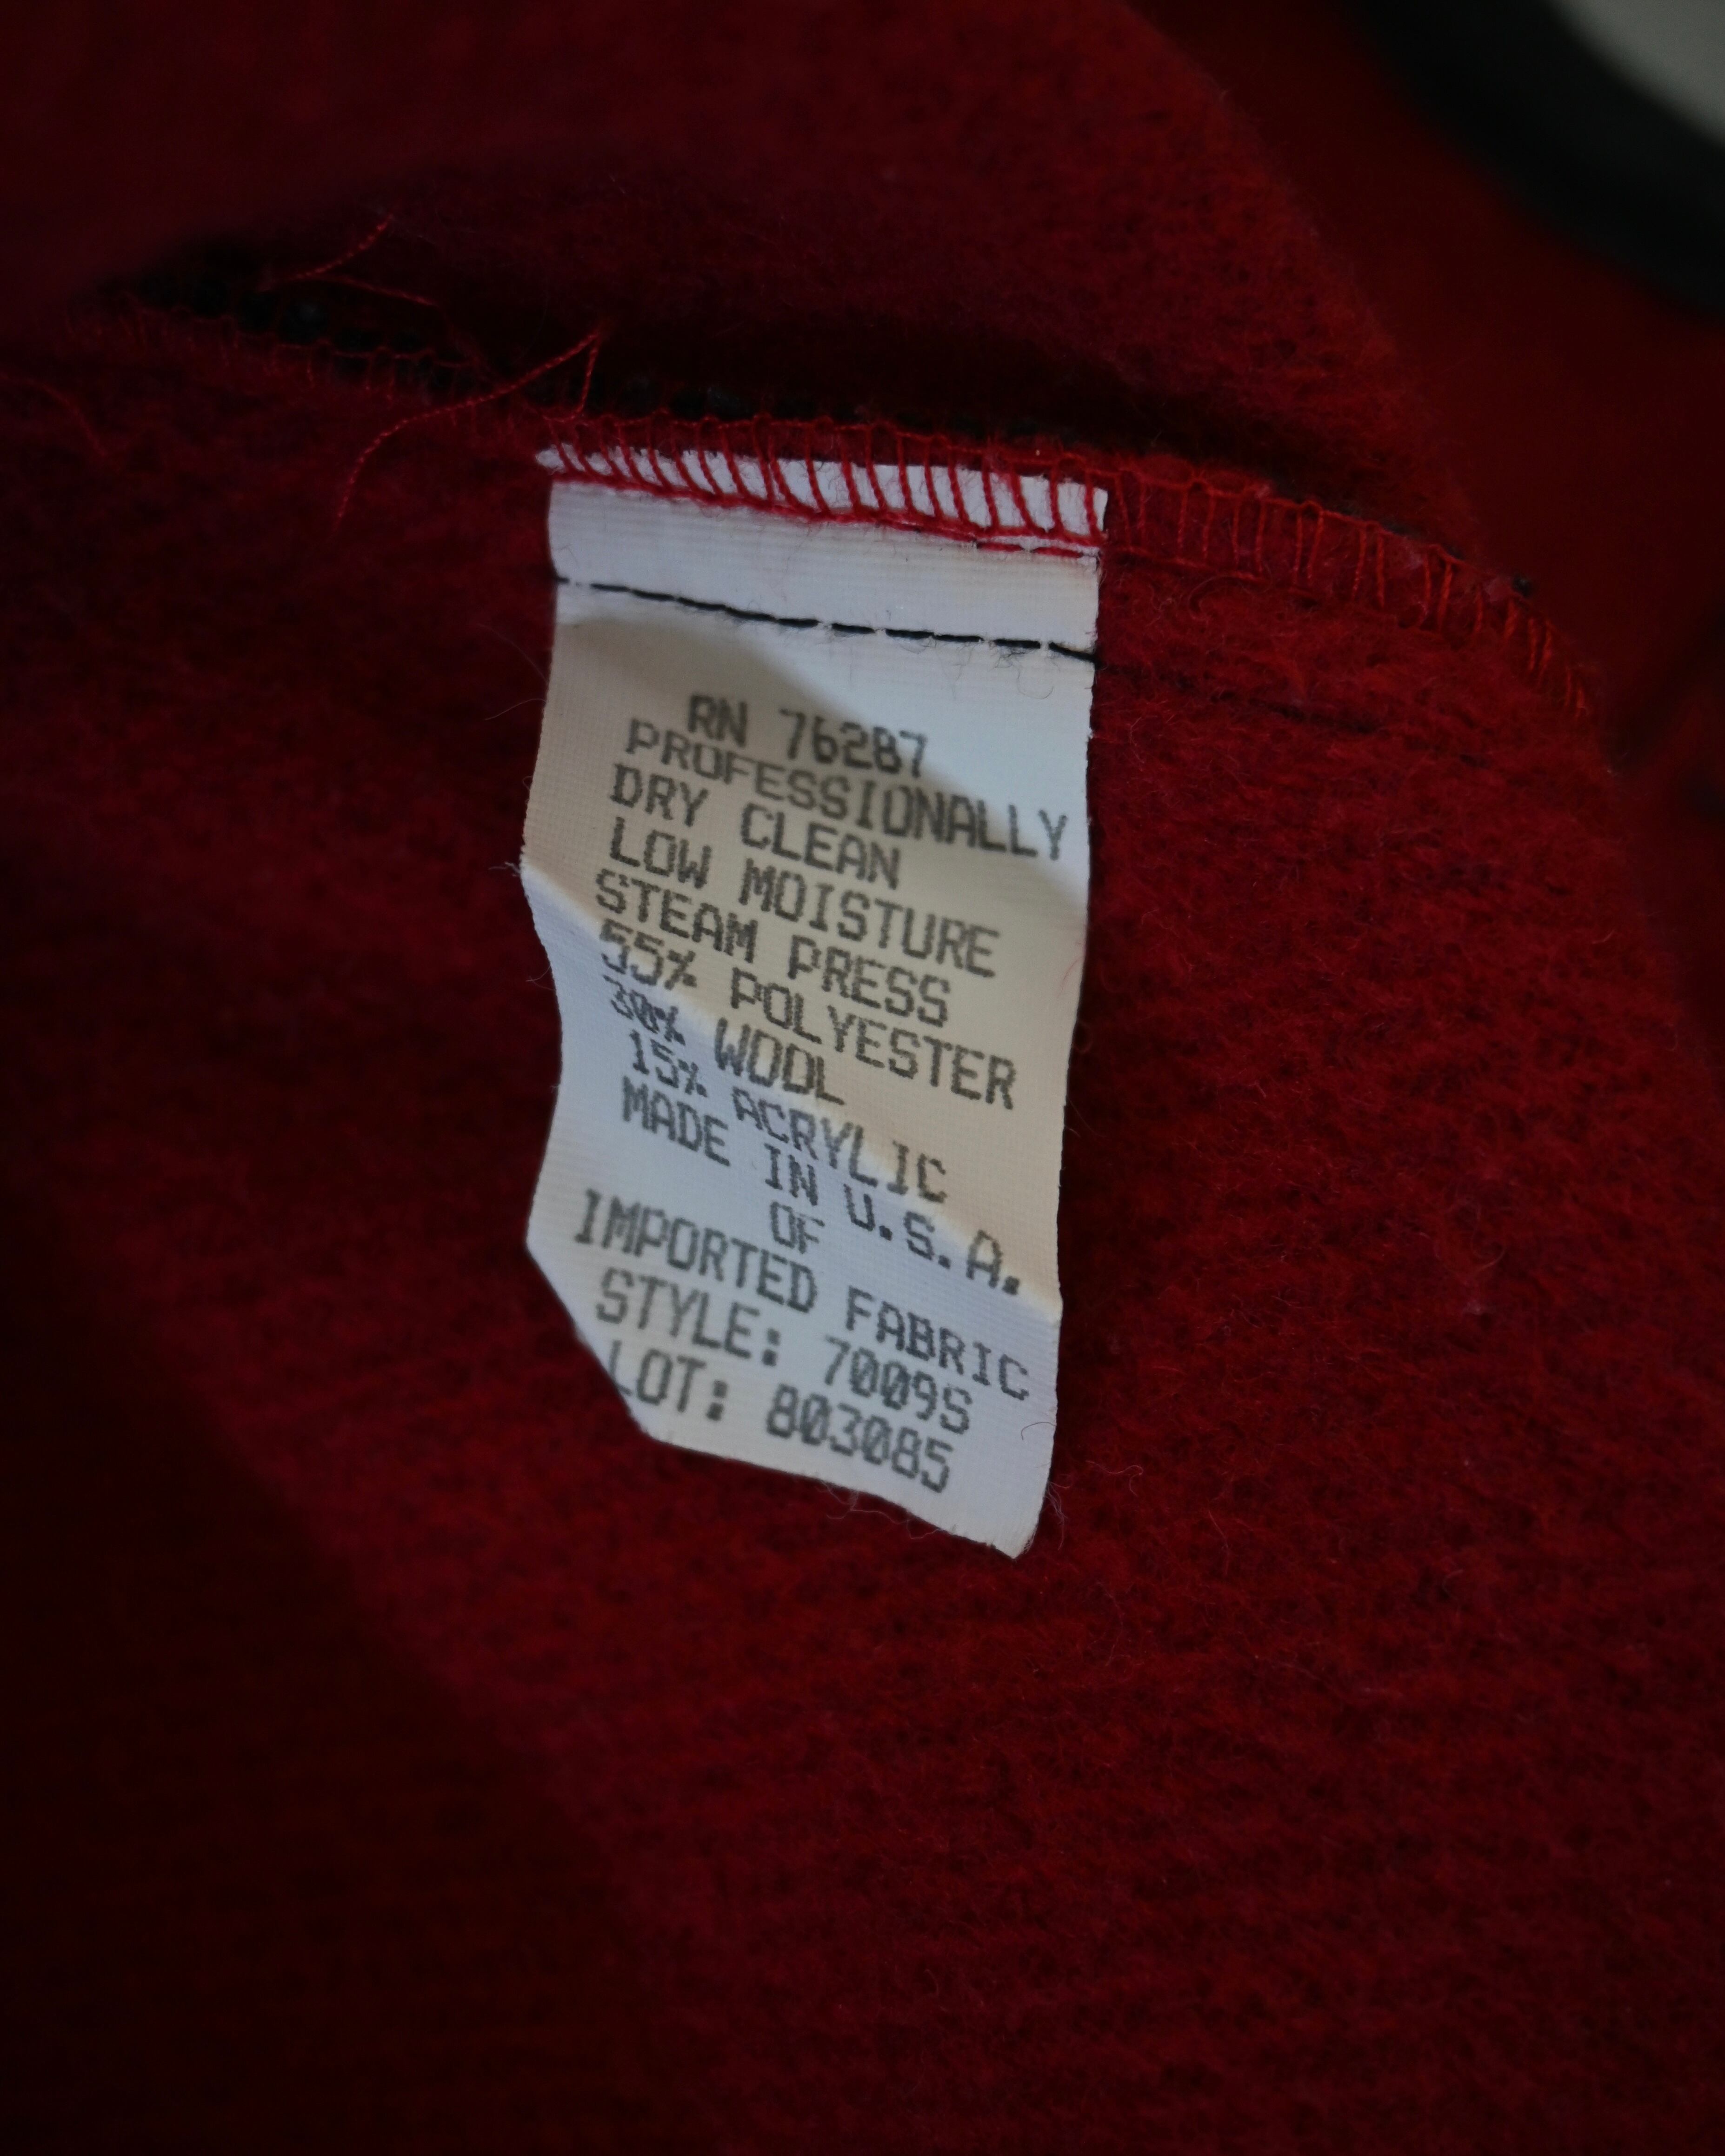 RN 76287
PROFESSIONALLY
DRY CLEAN
LOW MOISTURE
STEAM PRESS
55% POLYESTER
30% WOOL
15% ACRYLIC
MADE IN U.S.A.
OF
IMPORTED FABRIC
STYLE: 7009S
LOT: 803085